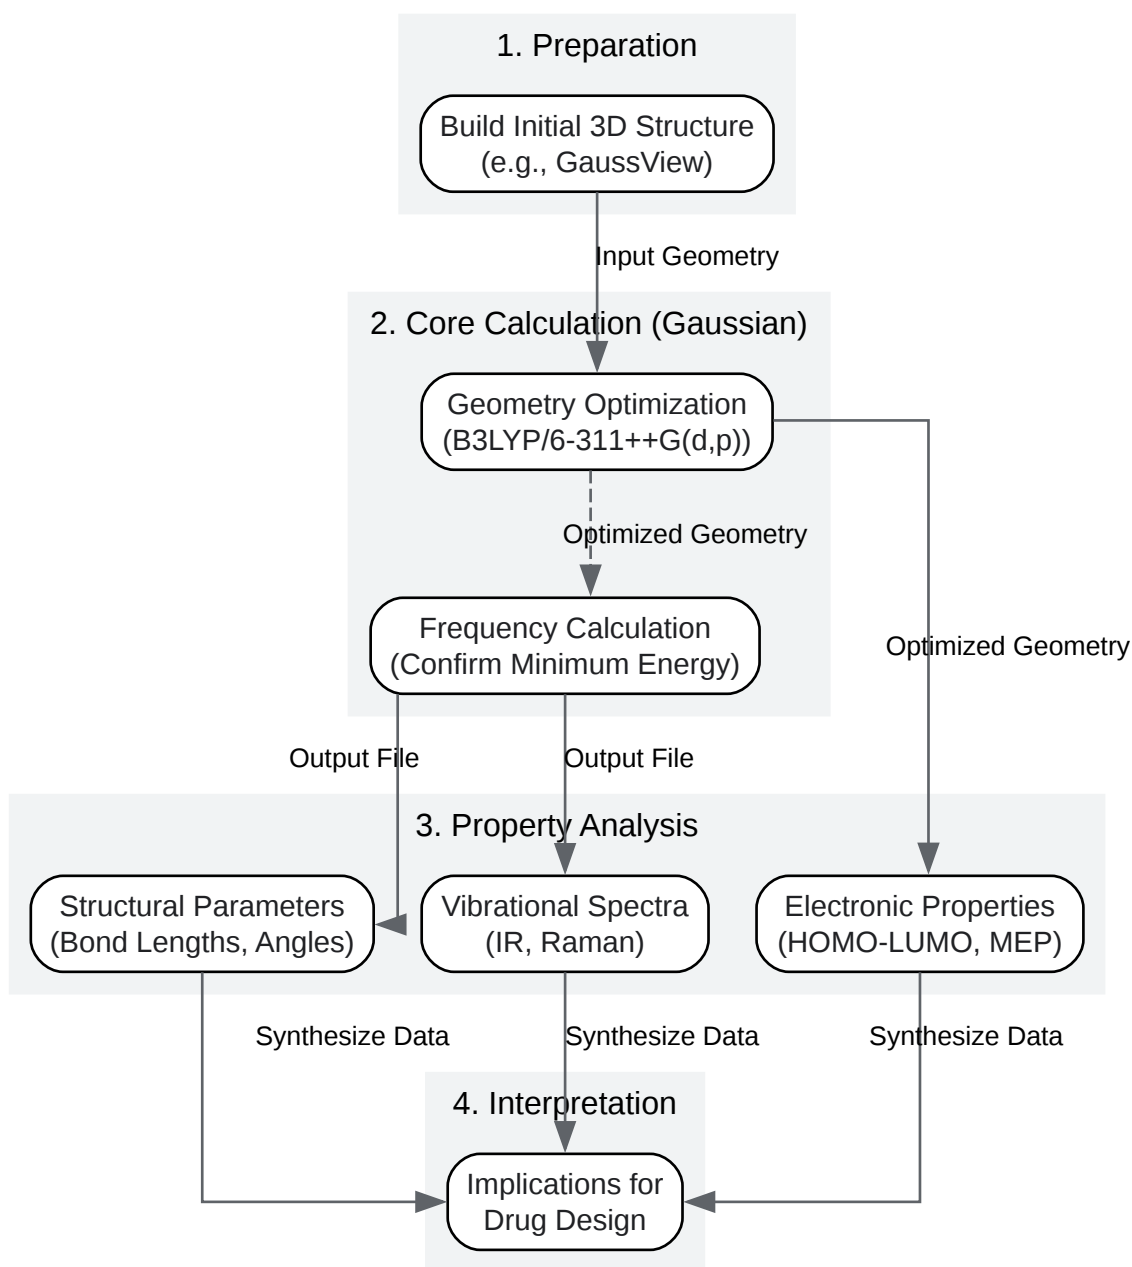 1. Preparation
Build Initial 3D Structure
(e.g., GaussView)
Input Geometry
2. Core Calculation (Gaussian)
Geometry Optimization
(B3LYP/6-311++G(d,p))
Optimized Geometry
Frequency Calculation
(Confirm Minimum Energy)
Optimized Geometry
Output File
Output File
3. Property Analysis
Structural Parameters
(Bond Lengths, Angles)
Vibrational Spectra
(IR, Raman)
Electronic Properties
(HOMO-LUMO, MEP)
Synthesize Data
Synthesize Data
Synthesize Data
4. Interpretation
Implications for
Drug Design